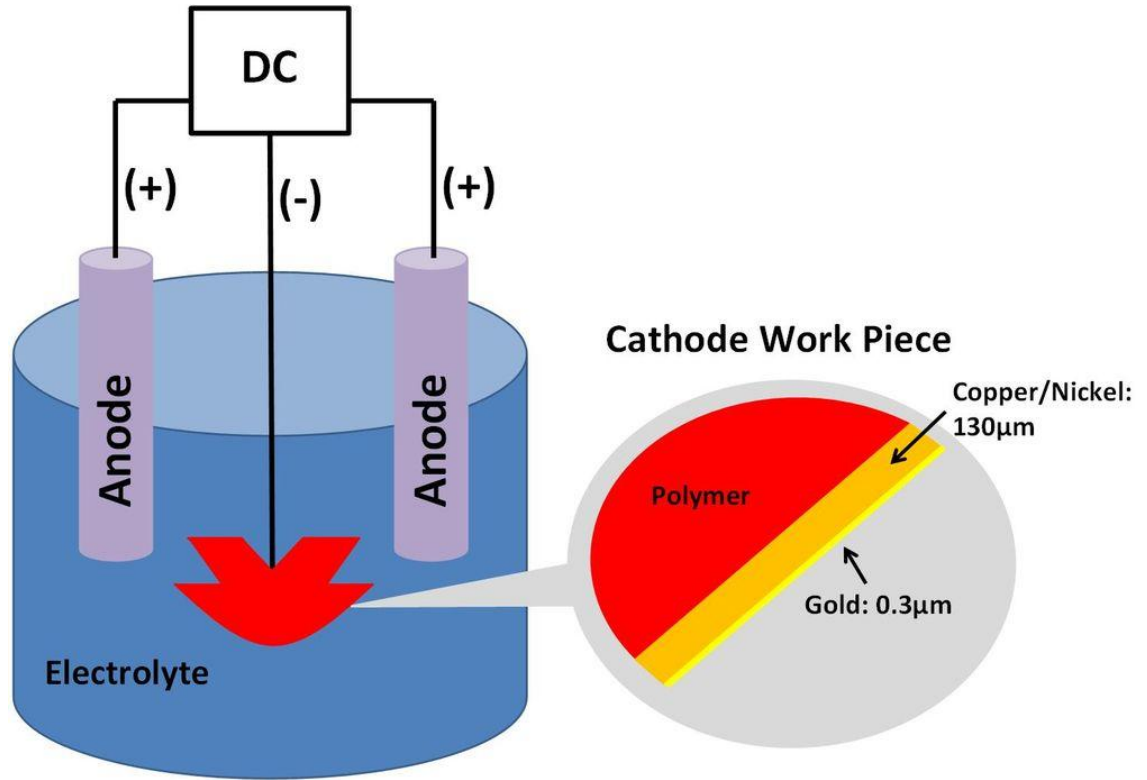 DC
(+)
(-)
(+)
Anode
Anode
Electrolyte
Cathode Work Piece
Copper/Nickel:
130µm
Polymer
Gold: 0.3µm